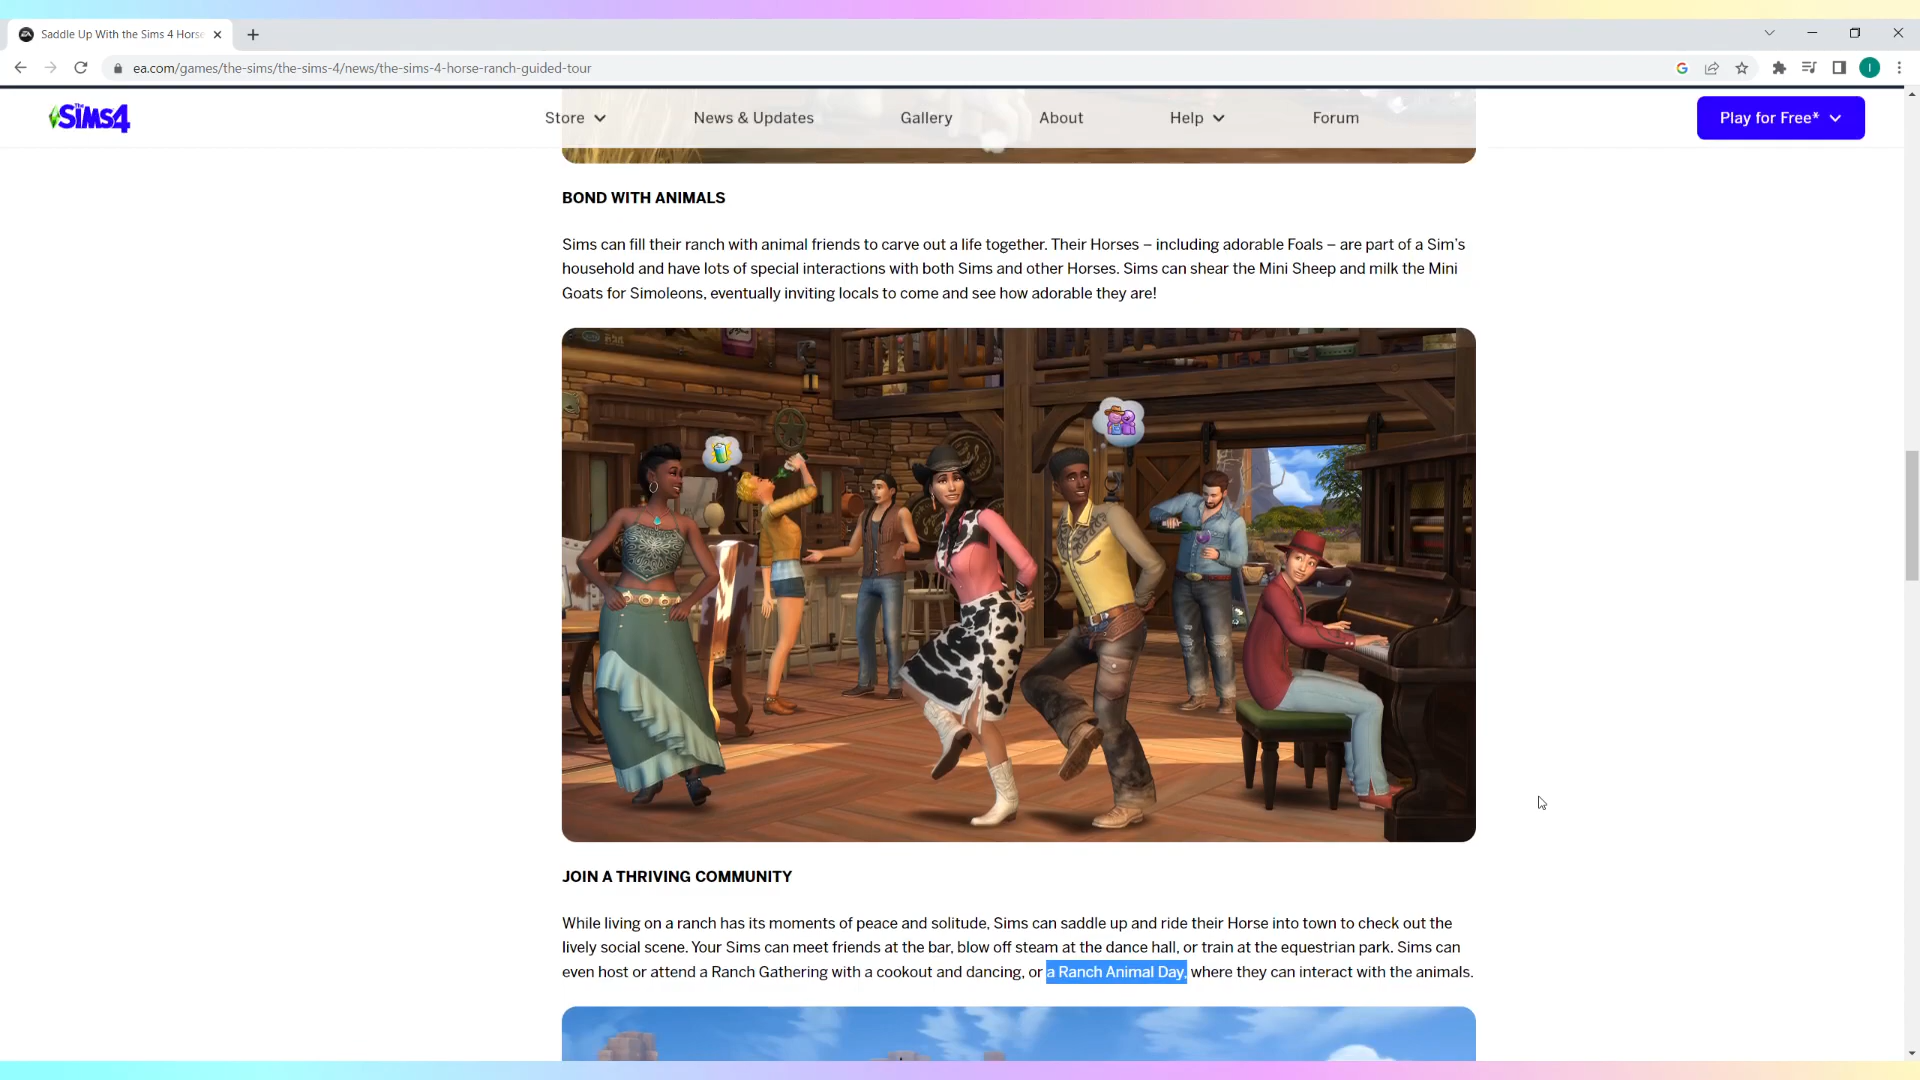 Saddle Up With the Sims 4 Horse
ea.com/games/the-sims/the-sims-4/news/the-sims-4-horse-ranch-guided-tour
I
The SIMS4
Store
News & Updates
Gallery
About
Help
Forum
Play for Free*
BOND WITH ANIMALS
Sims can fill their ranch with animal friends to carve out a life together. Their Horses – including adorable Foals – are part of a Sim's
household and have lots of special interactions with both Sims and other Horses. Sims can shear the Mini Sheep and milk the Mini
Goats for Simoleons, eventually inviting locals to come and see how adorable they are!
JOIN A THRIVING COMMUNITY
While living on a ranch has its moments of peace and solitude, Sims can saddle up and ride their Horse into town to check out the
lively social scene. Your Sims can meet friends at the bar, blow off steam at the dance hall, or train at the equestrian park. Sims can
even host or attend a Ranch Gathering with a cookout and dancing, or a Ranch Animal Day, where they can interact with the animals.